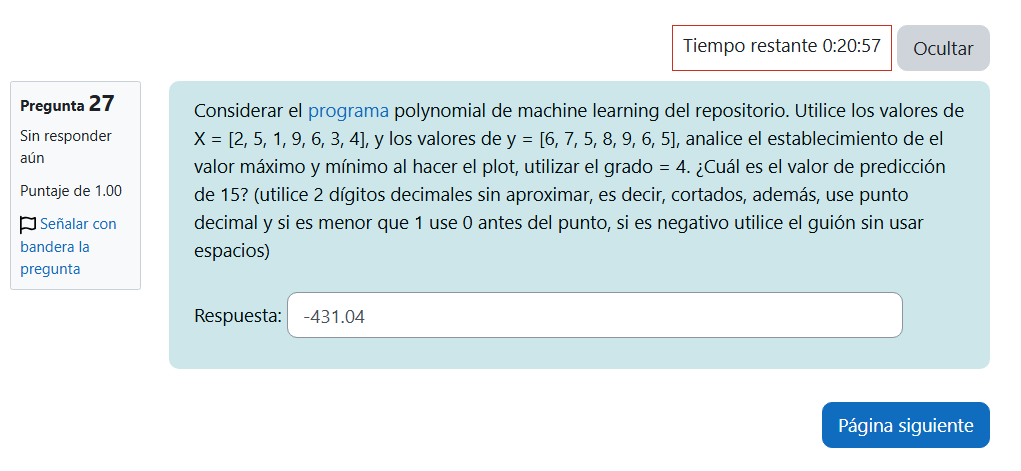 Tiempo restante 0:20:57
Ocultar
Pregunta 27
Sin responder
aún
Puntaje de 1.00
Señalar con
bandera la
pregunta
Considerar el programa polynomial de machine learning del repositorio. Utilice los valores de
X = [2, 5, 1, 9, 6, 3, 4], y los valores de y = [6, 7, 5, 8, 9, 6, 5], analice el establecimiento de el
valor máximo y mínimo al hacer el plot, utilizar el grado = 4. ¿Cuál es el valor de predicción
de 15? (utilice 2 dígitos decimales sin aproximar, es decir, cortados, además, use punto
decimal y si es menor que 1 use 0 antes del punto, si es negativo utilice el guión sin usar
espacios)
Respuesta: -431.04
Página siguiente